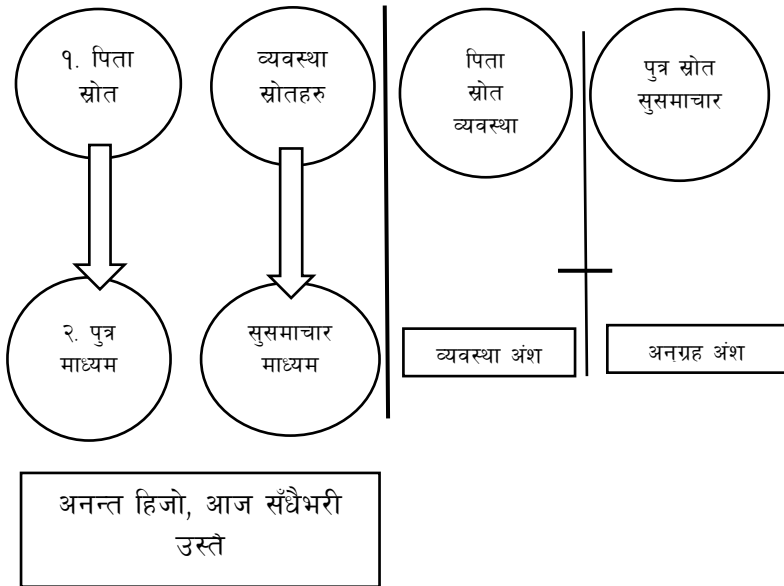 १. पिता
स्रोत
व्यवस्था
स्रोतहरु
पिता
स्रोत
व्यवस्था
पुत्र स्रोत
सुसमाचार
२. पुत्र
माध्यम
सुसमाचार
माध्यम
व्यवस्था अंश
अनग्रह अंश
अनन्त हिजो, आज सँधैभरी
उस्तै